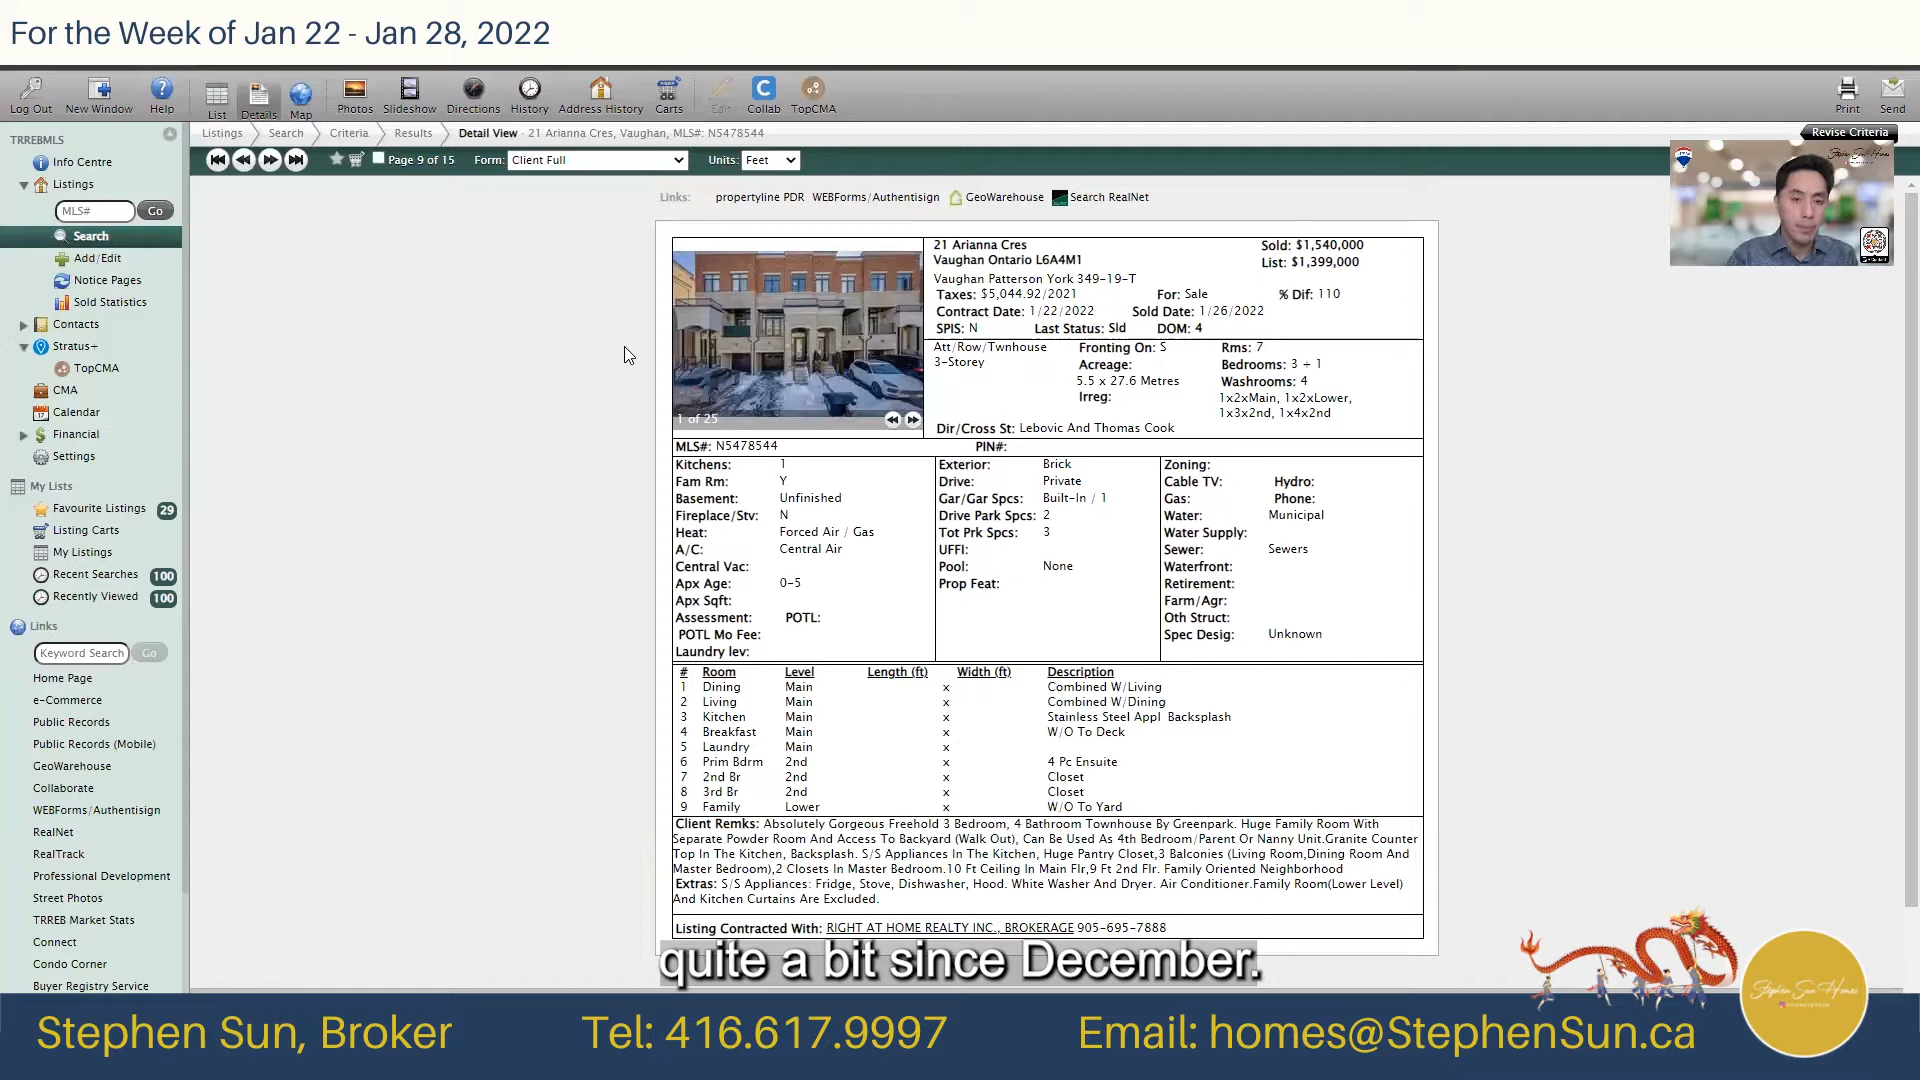 For the Week of Jan 22 - Jan 28, 2022
Log Out New Window Help List Details Map Photos Slideshow Directions History Address History Carts Edit Collab TopCMA Print Send
TRREBMLS
Listings Search Criteria Results Detail View - 21 Arianna Cres, Vaughan, MLS#: N5478544
Revise Criteria
Page 9 of 15 Form: Client Full Units: Feet
Info Centre
Listings
MLS# Go
Search
Add/Edit
Notice Pages
Sold Statistics
Contacts
Stratus+
TopCMA
CMA
Calendar
Financial
Settings
My Lists
Favourite Listings 29
Listing Carts
My Listings
Recent Searches 100
Recently Viewed 100
Links
Keyword Search Go
Home Page
e-Commerce
Public Records
Public Records (Mobile)
GeoWarehouse
Collaborate
WEBForms/Authentisign
RealNet
RealTrack
Professional Development
Street Photos
TRREB Market Stats
Connect
Condo Corner
Buyer Registry Service
Links: propertyline PDR WEBForms/Authentisign GeoWarehouse Search RealNet
Stephen Sun Homes
1 of 25
21 Arianna Cres Sold: $1,540,000
Vaughan Ontario L6A4M1 List: $1,399,000
Vaughan Patterson York 349-19-T
Taxes: $5,044.92/2021 For: Sale % Dif: 110
Contract Date: 1/22/2022 Sold Date: 1/26/2022
SPIS: N Last Status: Sld DOM: 4
Att/Row/Twnhouse Fronting On: S Rms: 7
3-Storey Acreage: Bedrooms: 3 + 1
5.5 x 27.6 Metres Washrooms: 4
Irreg: 1x2xMain, 1x2xLower,
1x3x2nd, 1x4x2nd
Dir/Cross St: Lebovic And Thomas Cook
MLS#: N5478544 PIN#:
Kitchens: 1 Exterior: Brick Zoning:
Fam Rm: Y Drive: Private Cable TV: Hydro:
Basement: Unfinished Gar/Gar Spcs: Built-In / 1 Gas: Phone:
Fireplace/Stv: N Drive Park Spcs: 2 Water: Municipal
Heat: Forced Air / Gas Tot Prk Spcs: 3 Water Supply:
A/C: Central Air UFFI: Sewer: Sewers
Central Vac: Pool: None Waterfront:
Apx Age: 0-5 Prop Feat: Retirement:
Apx Sqft: Farm/Agr:
Assessment: POTL: Oth Struct:
POTL Mo Fee: Spec Desig: Unknown
Laundry lev:
# Room Level Length (ft) Width (ft) Description
1 Dining Main x Combined W/Living
2 Living Main x Combined W/Dining
3 Kitchen Main x Stainless Steel Appl Backsplash
4 Breakfast Main x W/O To Deck
5 Laundry Main x
6 Prim Bdrm 2nd x 4 Pc Ensuite
7 2nd Br 2nd x Closet
8 3rd Br 2nd x Closet
9 Family Lower x W/O To Yard
Client Remks: Absolutely Gorgeous Freehold 3 Bedroom, 4 Bathroom Townhouse By Greenpark. Huge Family Room With
Separate Powder Room And Access To Backyard (Walk Out), Can Be Used As 4th Bedroom/Parent Or Nanny Unit.Granite Counter
Top In The Kitchen, Backsplash. S/S Appliances In The Kitchen, Huge Pantry Closet,3 Balconies (Living Room,Dining Room And
Master Bedroom),2 Closets In Master Bedroom.10 Ft Ceiling In Main Flr,9 Ft 2nd Flr. Family Oriented Neighborhood
Extras: S/S Appliances: Fridge, Stove, Dishwasher, Hood. White Washer And Dryer. Air Conditioner.Family Room(Lower Level)
And Kitchen Curtains Are Excluded.
Listing Contracted With: RIGHT AT HOME REALTY INC., BROKERAGE 905-695-7888
quite a bit since December.
Stephen Sun Homes
Stephen Sun, Broker Tel: 416.617.9997 Email: homes@StephenSun.ca